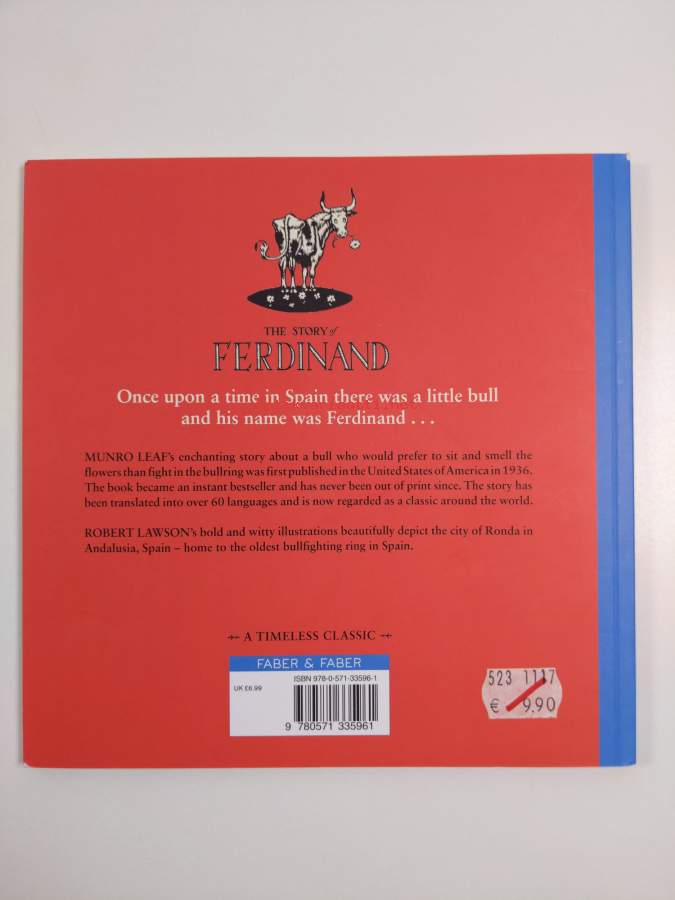 THE STORY of
FERDINAND
Once upon a time in Spain there was a little bull
and his name was Ferdinand . . .
MUNRO LEAF's enchanting story about a bull who would prefer to sit and smell the
flowers than fight in the bullring was first published in the United States of America in 1936.
The book became an instant bestseller and has never been out of print since. The story has
been translated into over 60 languages and is now regarded as a classic around the world.
ROBERT LAWSON's bold and witty illustrations beautifully depict the city of Ronda in
Andalusia, Spain – home to the oldest bullfighting ring in Spain.
A TIMELESS CLASSIC
FABER & FABER
ISBN 978-0-571-33596-1
UK £6.99
9 780571 335961
523 1117
€ 9.90